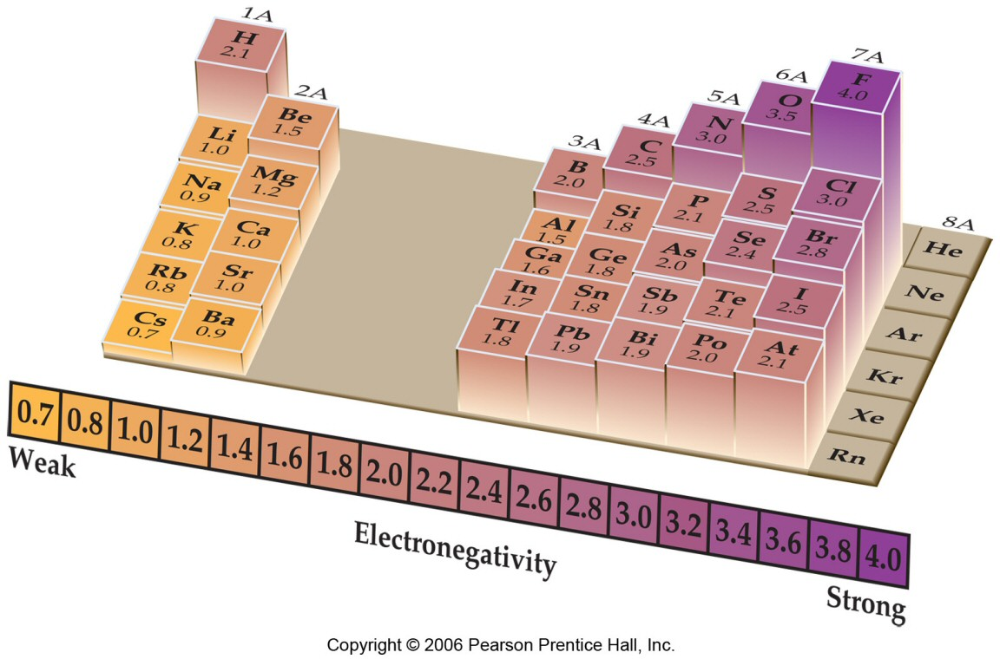 1A
H
2.1
2A
Be
1.5
Li
1.0
Na
0.9
Mg
1.2
K
0.8
Ca
1.0
Rb
0.8
Sr
1.0
Cs
0.7
Ba
0.9
3A
4A
5A
6A
7A
8A
B
2.0
C
2.5
N
3.0
O
3.5
F
4.0
Al
1.5
Si
1.8
P
2.1
S
2.5
Cl
3.0
Ga
1.6
Ge
1.8
As
2.0
Se
2.4
Br
2.8
In
1.7
Sn
1.8
Sb
1.9
Te
2.1
I
2.5
Tl
1.8
Pb
1.9
Bi
1.9
Po
2.0
At
2.1
He
Ne
Ar
Kr
Xe
Rn
0.7 0.8 1.0 1.2 1.4 1.6 1.8 2.0 2.2 2.4 2.6 2.8 3.0 3.2 3.4 3.6 3.8 4.0
Weak
Electronegativity
Strong
Copyright © 2006 Pearson Prentice Hall, Inc.